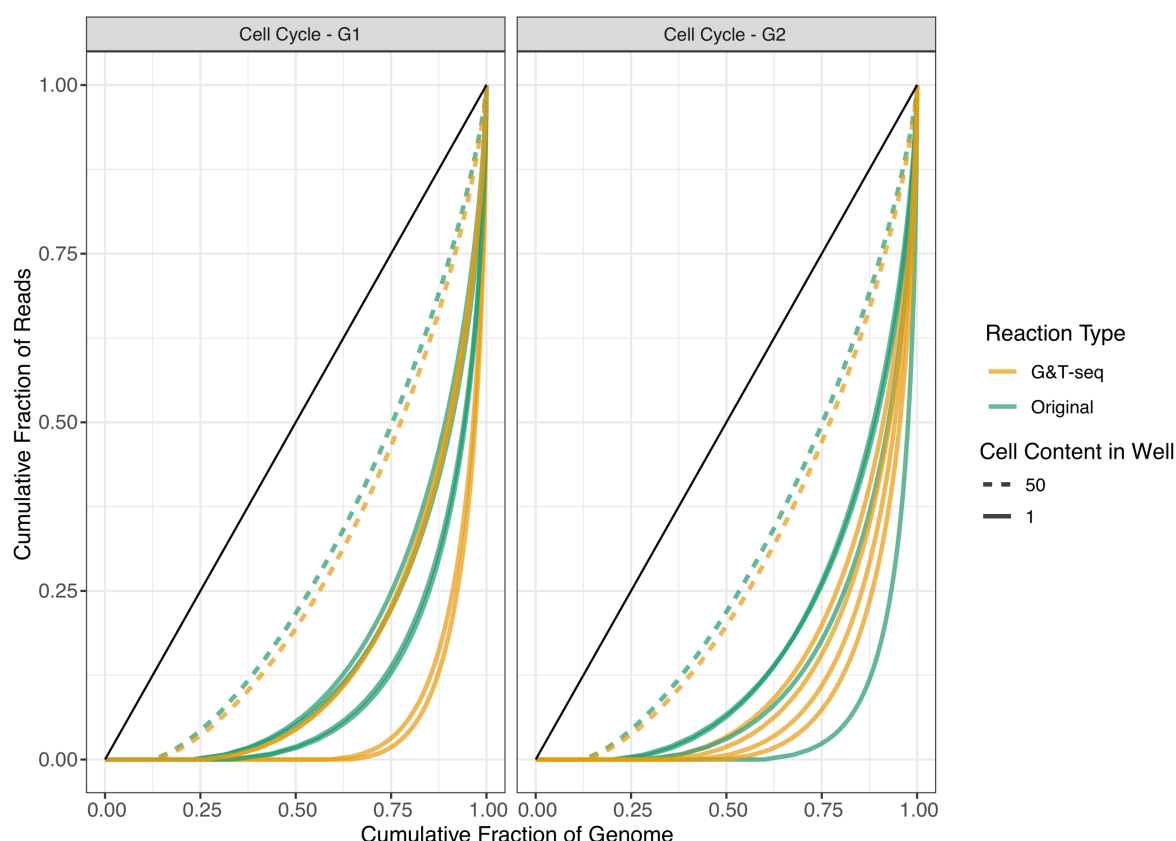 Cell Cycle - G1
Cell Cycle - G2
1.00
0.75
0.50
0.25
0.00
Cumulative Fraction of Reads
0.00 0.25 0.50 0.75 1.00
0.00 0.25 0.50 0.75 1.00
Cumulative Fraction of Genome
Reaction Type
G&T-seq
Original
Cell Content in Well
50
1